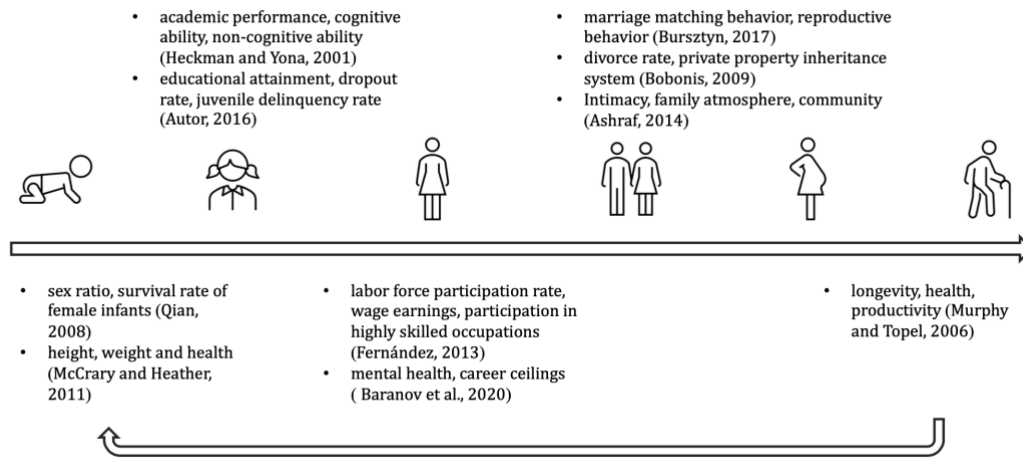 • academic performance, cognitive
ability, non-cognitive ability
(Heckman and Yona, 2001)
• educational attainment, dropout
rate, juvenile delinquency rate
(Autor, 2016)
• marriage matching behavior, reproductive
behavior (Bursztyn, 2017)
• divorce rate, private property inheritance
system (Bobonis, 2009)
• Intimacy, family atmosphere, community
(Ashraf, 2014)
• sex ratio, survival rate of
female infants (Qian,
2008)
• height, weight and health
(McCrary and Heather,
2011)
• labor force participation rate,
wage earnings, participation in
highly skilled occupations
(Fernández, 2013)
• mental health, career ceilings
( Baranov et al., 2020)
• longevity, health,
productivity (Murphy
and Topel, 2006)